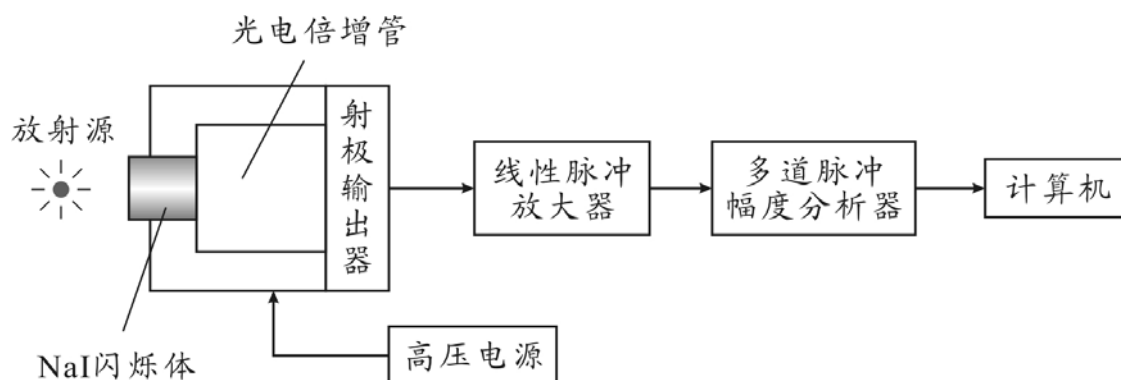 光电倍增管
放射源
射极输出器
线性脉冲
放大器
多道脉冲
幅度分析器
计算机
NaI闪烁体
高压电源